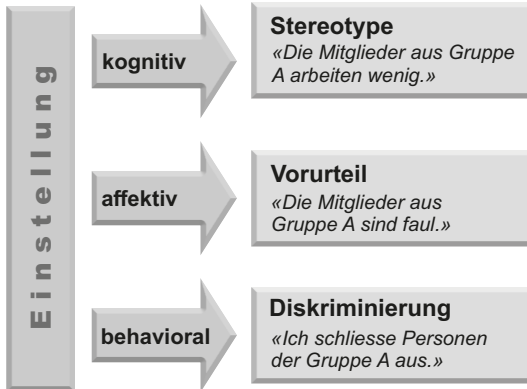 Einstellung
kognitiv
Stereotype
«Die Mitglieder aus Gruppe
A arbeiten wenig.»
affektiv
Vorurteil
«Die Mitglieder aus
Gruppe A sind faul.»
behavioral
Diskriminierung
«Ich schliesse Personen
der Gruppe A aus.»